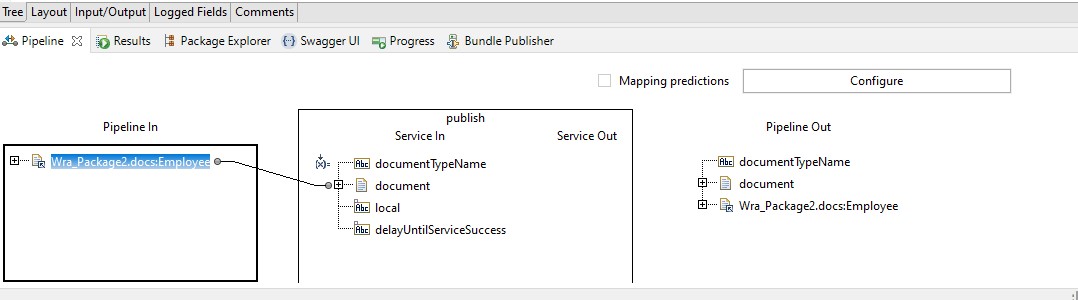 Tree Layout Input/Output Logged Fields Comments
Pipeline Results Package Explorer Swagger UI Progress Bundle Publisher
Mapping predictions Configure
publish
Pipeline In Service In Service Out Pipeline Out
Wra_Package2.docs:Employee documentTypeName documentTypeName
document document
local Wra_Package2.docs:Employee
delayUntilServiceSuccess